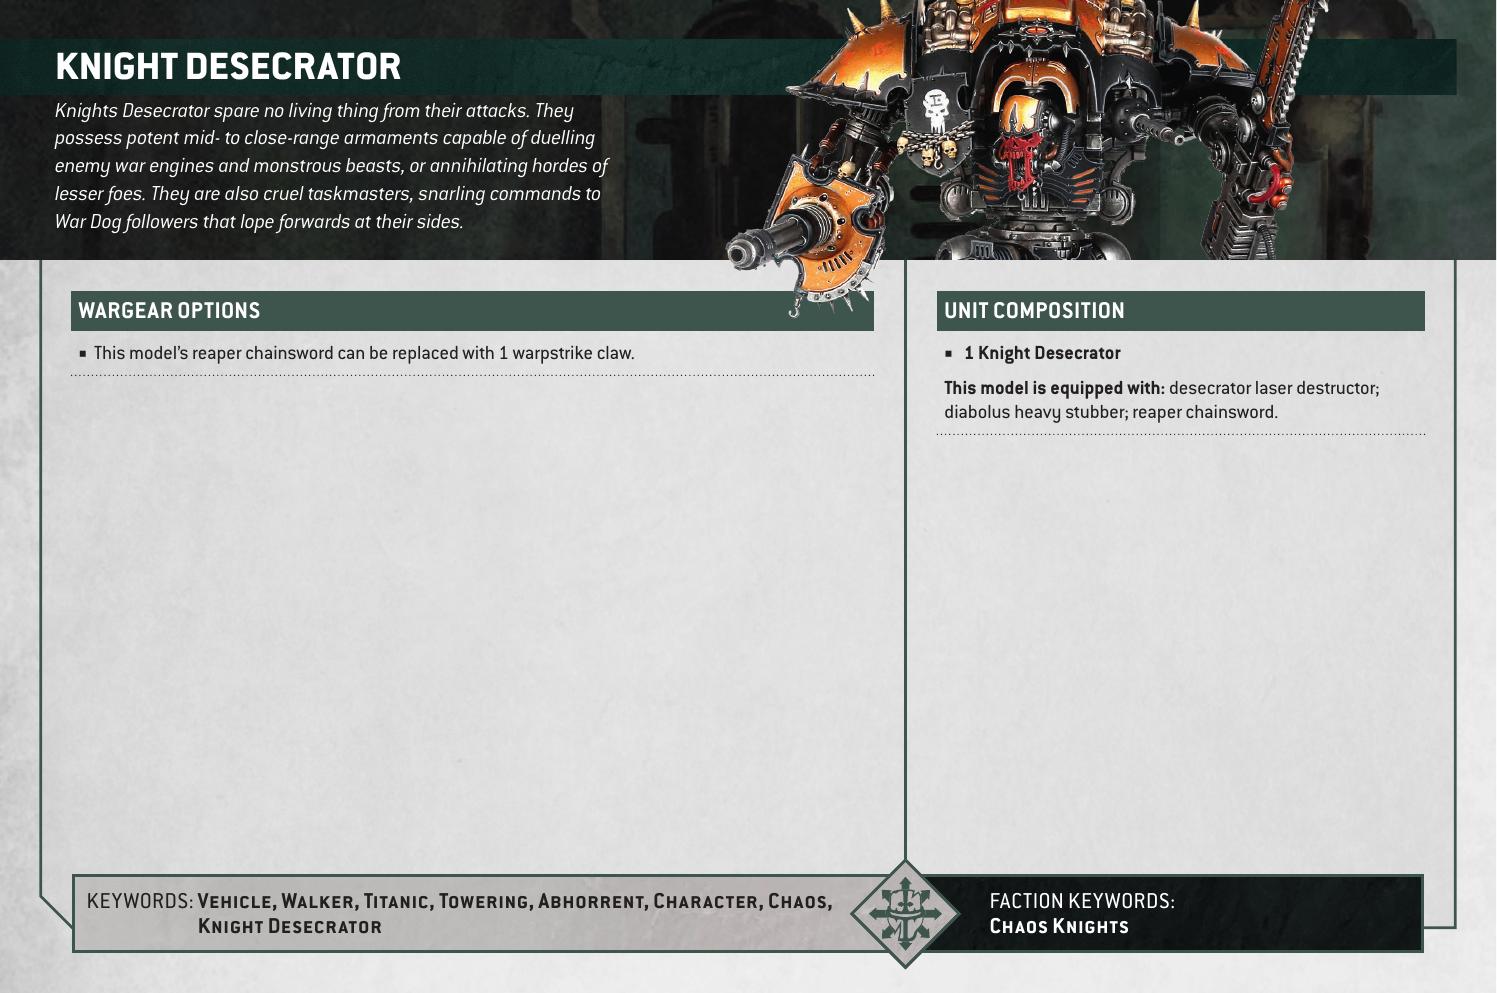 KNIGHT DESECRATOR
Knights Desecrator spare no living thing from their attacks. They
possess potent mid- to close-range armaments capable of duelling
enemy war engines and monstrous beasts, or annihilating hordes of
lesser foes. They are also cruel taskmasters, snarling commands to
War Dog followers that lope forwards at their sides.
WARGEAR OPTIONS
■ This model’s reaper chainsword can be replaced with 1 warpstrike claw.
UNIT COMPOSITION
■ 1 Knight Desecrator
This model is equipped with: desecrator laser destructor;
diabolus heavy stubber; reaper chainsword.
KEYWORDS: Vehicle, Walker, Titanic, Towering, Abhorrent, Character, Chaos,
Knight Desecrator
FACTION KEYWORDS:
Chaos Knights